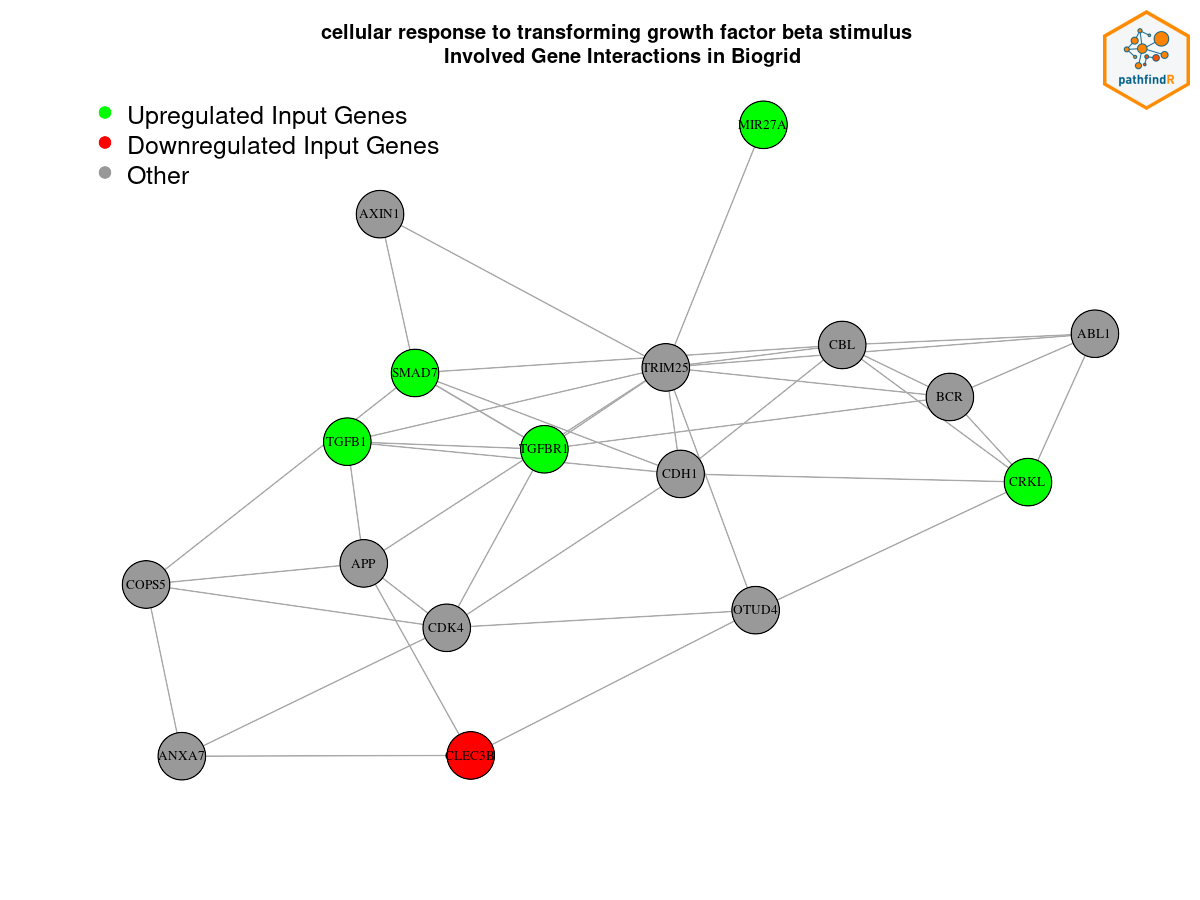 cellular response to transforming growth factor beta stimulus
Involved Gene Interactions in Biogrid
pathfindR
Upregulated Input Genes
Downregulated Input Genes
Other
MIR27A
AXIN1
ABL1
CBL
TRIM25
SMAD7
BCR
TGFB1
TGFBR1
CDH1
CRKL
APP
COPS5
OTUD4
CDK4
ANXA7
CLEC3B